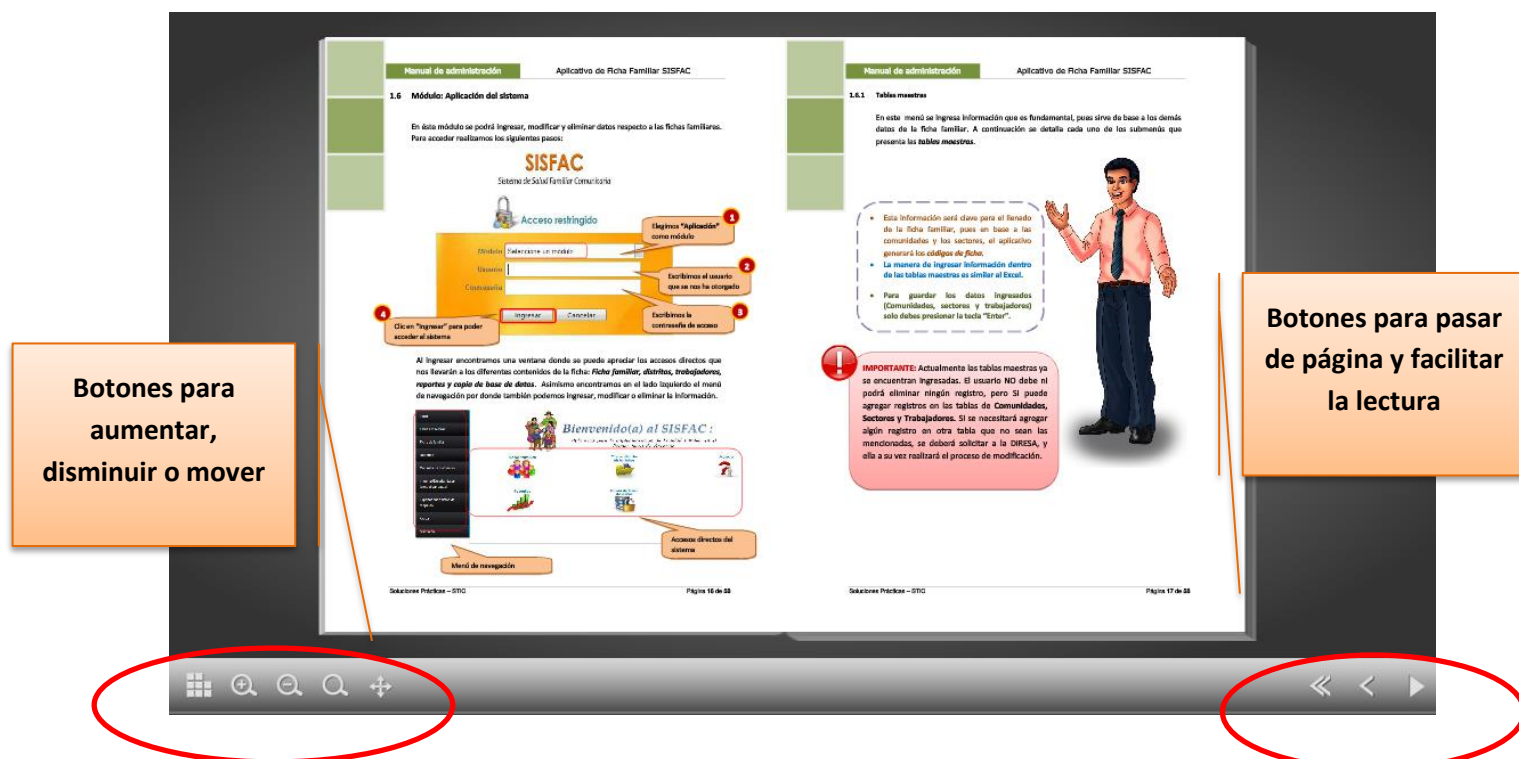 Manual de administración
Aplicativo de Ficha Familiar SISFAC
1.6 Módulo: Aplicación del sistema
En éste módulo se podrá ingresar, modificar y eliminar datos respecto a las fichas familiares.
Para acceder realizamos los siguientes pasos:
SISFAC
Sistema de Salud Familiar Comunitaria
Acceso restringido
1
Elegimos "Aplicación"
como módulo
Módulo
Seleccione un módulo
2
Usuario
Escribimos el usuario
que se nos ha otorgado
Contraseña
3
Escribimos la
contraseña de acceso
4
Ingresar
Cancelar
Clic en "Ingresar" para poder
acceder al sistema
Al ingresar encontramos una ventana donde se puede apreciar los accesos directos que
nos llevarán a los diferentes contenidos de la ficha: Ficha familiar, distritos, trabajadores,
reportes y copia de base de datos. Asimismo encontramos en el lado izquierdo el menú
de navegación por donde también podemos ingresar, modificar o eliminar la información.
Bienvenido(a) al SISFAC :
Accesos directos del
sistema
Menú de navegación
Soluciones Prácticas – STIC
Página 16 de 58
Manual de administración
Aplicativo de Ficha Familiar SISFAC
1.6.1 Tablas maestras
En este menú se ingresa información que es fundamental, pues sirve de base a los demás
datos de la ficha familiar. A continuación se detalla cada uno de los submenús que
presenta las tablas maestras.
• Esta información será clave para el llenado
de la ficha familiar, pues en base a las
comunidades y los sectores, el aplicativo
generará los códigos de ficha.
• La manera de ingresar información dentro
de las tablas maestras es similar al Excel.
• Para guardar los datos ingresados
(Comunidades, sectores y trabajadores)
solo debes presionar la tecla "Enter".
IMPORTANTE: Actualmente las tablas maestras ya
se encuentran ingresadas. El usuario NO debe ni
podrá eliminar ningún registro, pero SI puede
agregar registros en las tablas de Comunidades,
Sectores y Trabajadores. Si se necesitará agregar
algún registro en otra tabla que no sean las
mencionadas, se deberá solicitar a la DIRESA, y
ella a su vez realizará el proceso de modificación.
Soluciones Prácticas – STIC
Página 17 de 58
Botones para
aumentar,
disminuir o mover
Botones para pasar
de página y facilitar
la lectura